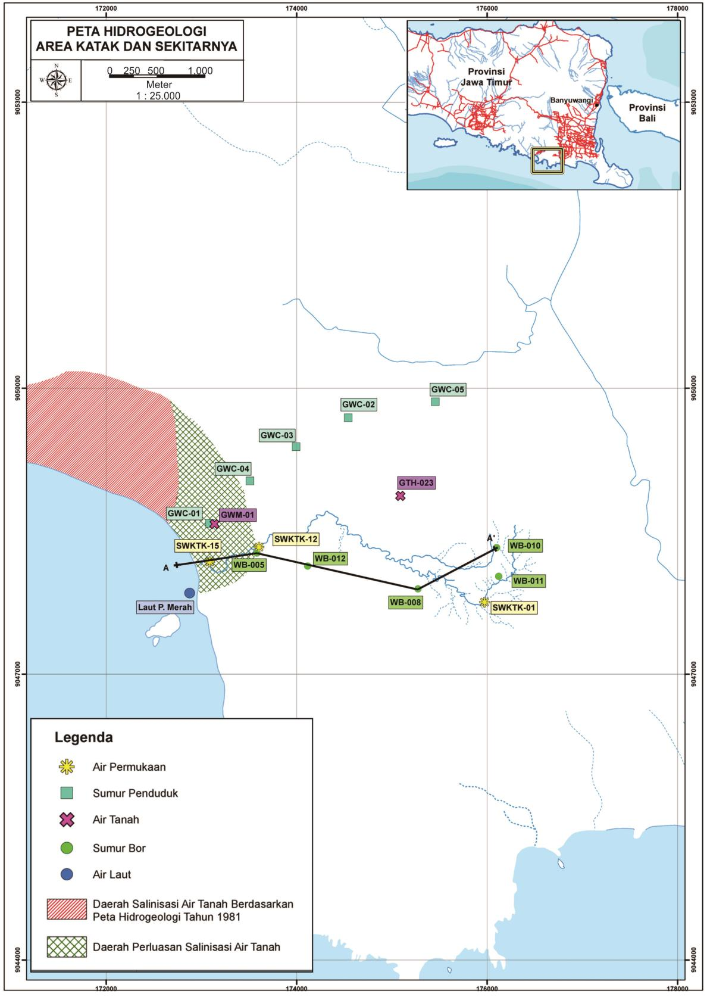 172000
174000
176000
178000
PETA HIDROGEOLOGI
AREA KATAK DAN SEKITARNYA
N
W
E
S
0 250 500 1.000
Meter
1 : 25.000
Provinsi
Jawa Timur
Banyuwangi
Provinsi
Bali
9053000
9053000
9050000
9050000
GWC-05
GWC-02
GWC-03
GWC-04
GTH-023
GWC-01
GWM-01
SWKTK-15
SWKTK-12
A'
WB-010
A
WB-005
WB-012
WB-011
WB-008
SWKTK-01
Laut P. Merah
9047000
9047000
Legenda
Air Permukaan
Sumur Penduduk
Air Tanah
Sumur Bor
Air Laut
Daerah Salinisasi Air Tanah Berdasarkan
Peta Hidrogeologi Tahun 1981
Daerah Perluasan Salinisasi Air Tanah
9044000
9044000
172000
174000
176000
178000